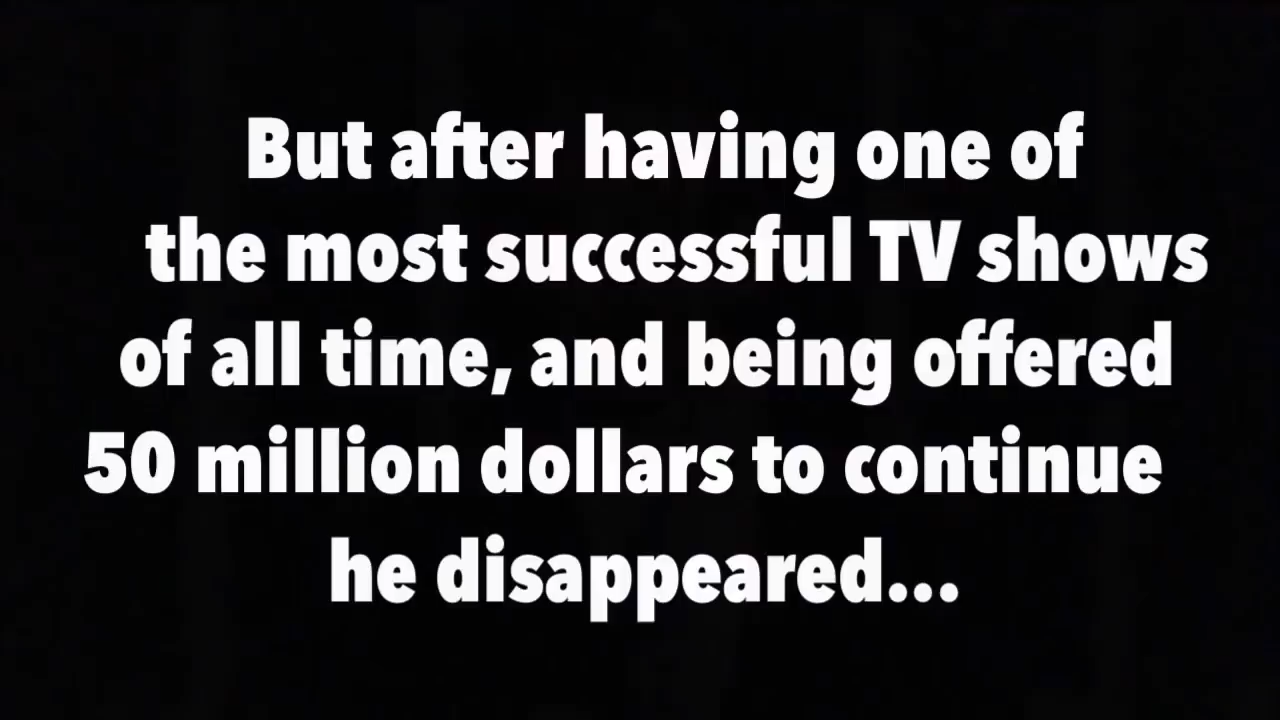 But after having one of
the most successful TV shows
of all time, and being offered
50 million dollars to continue
he disappeared...